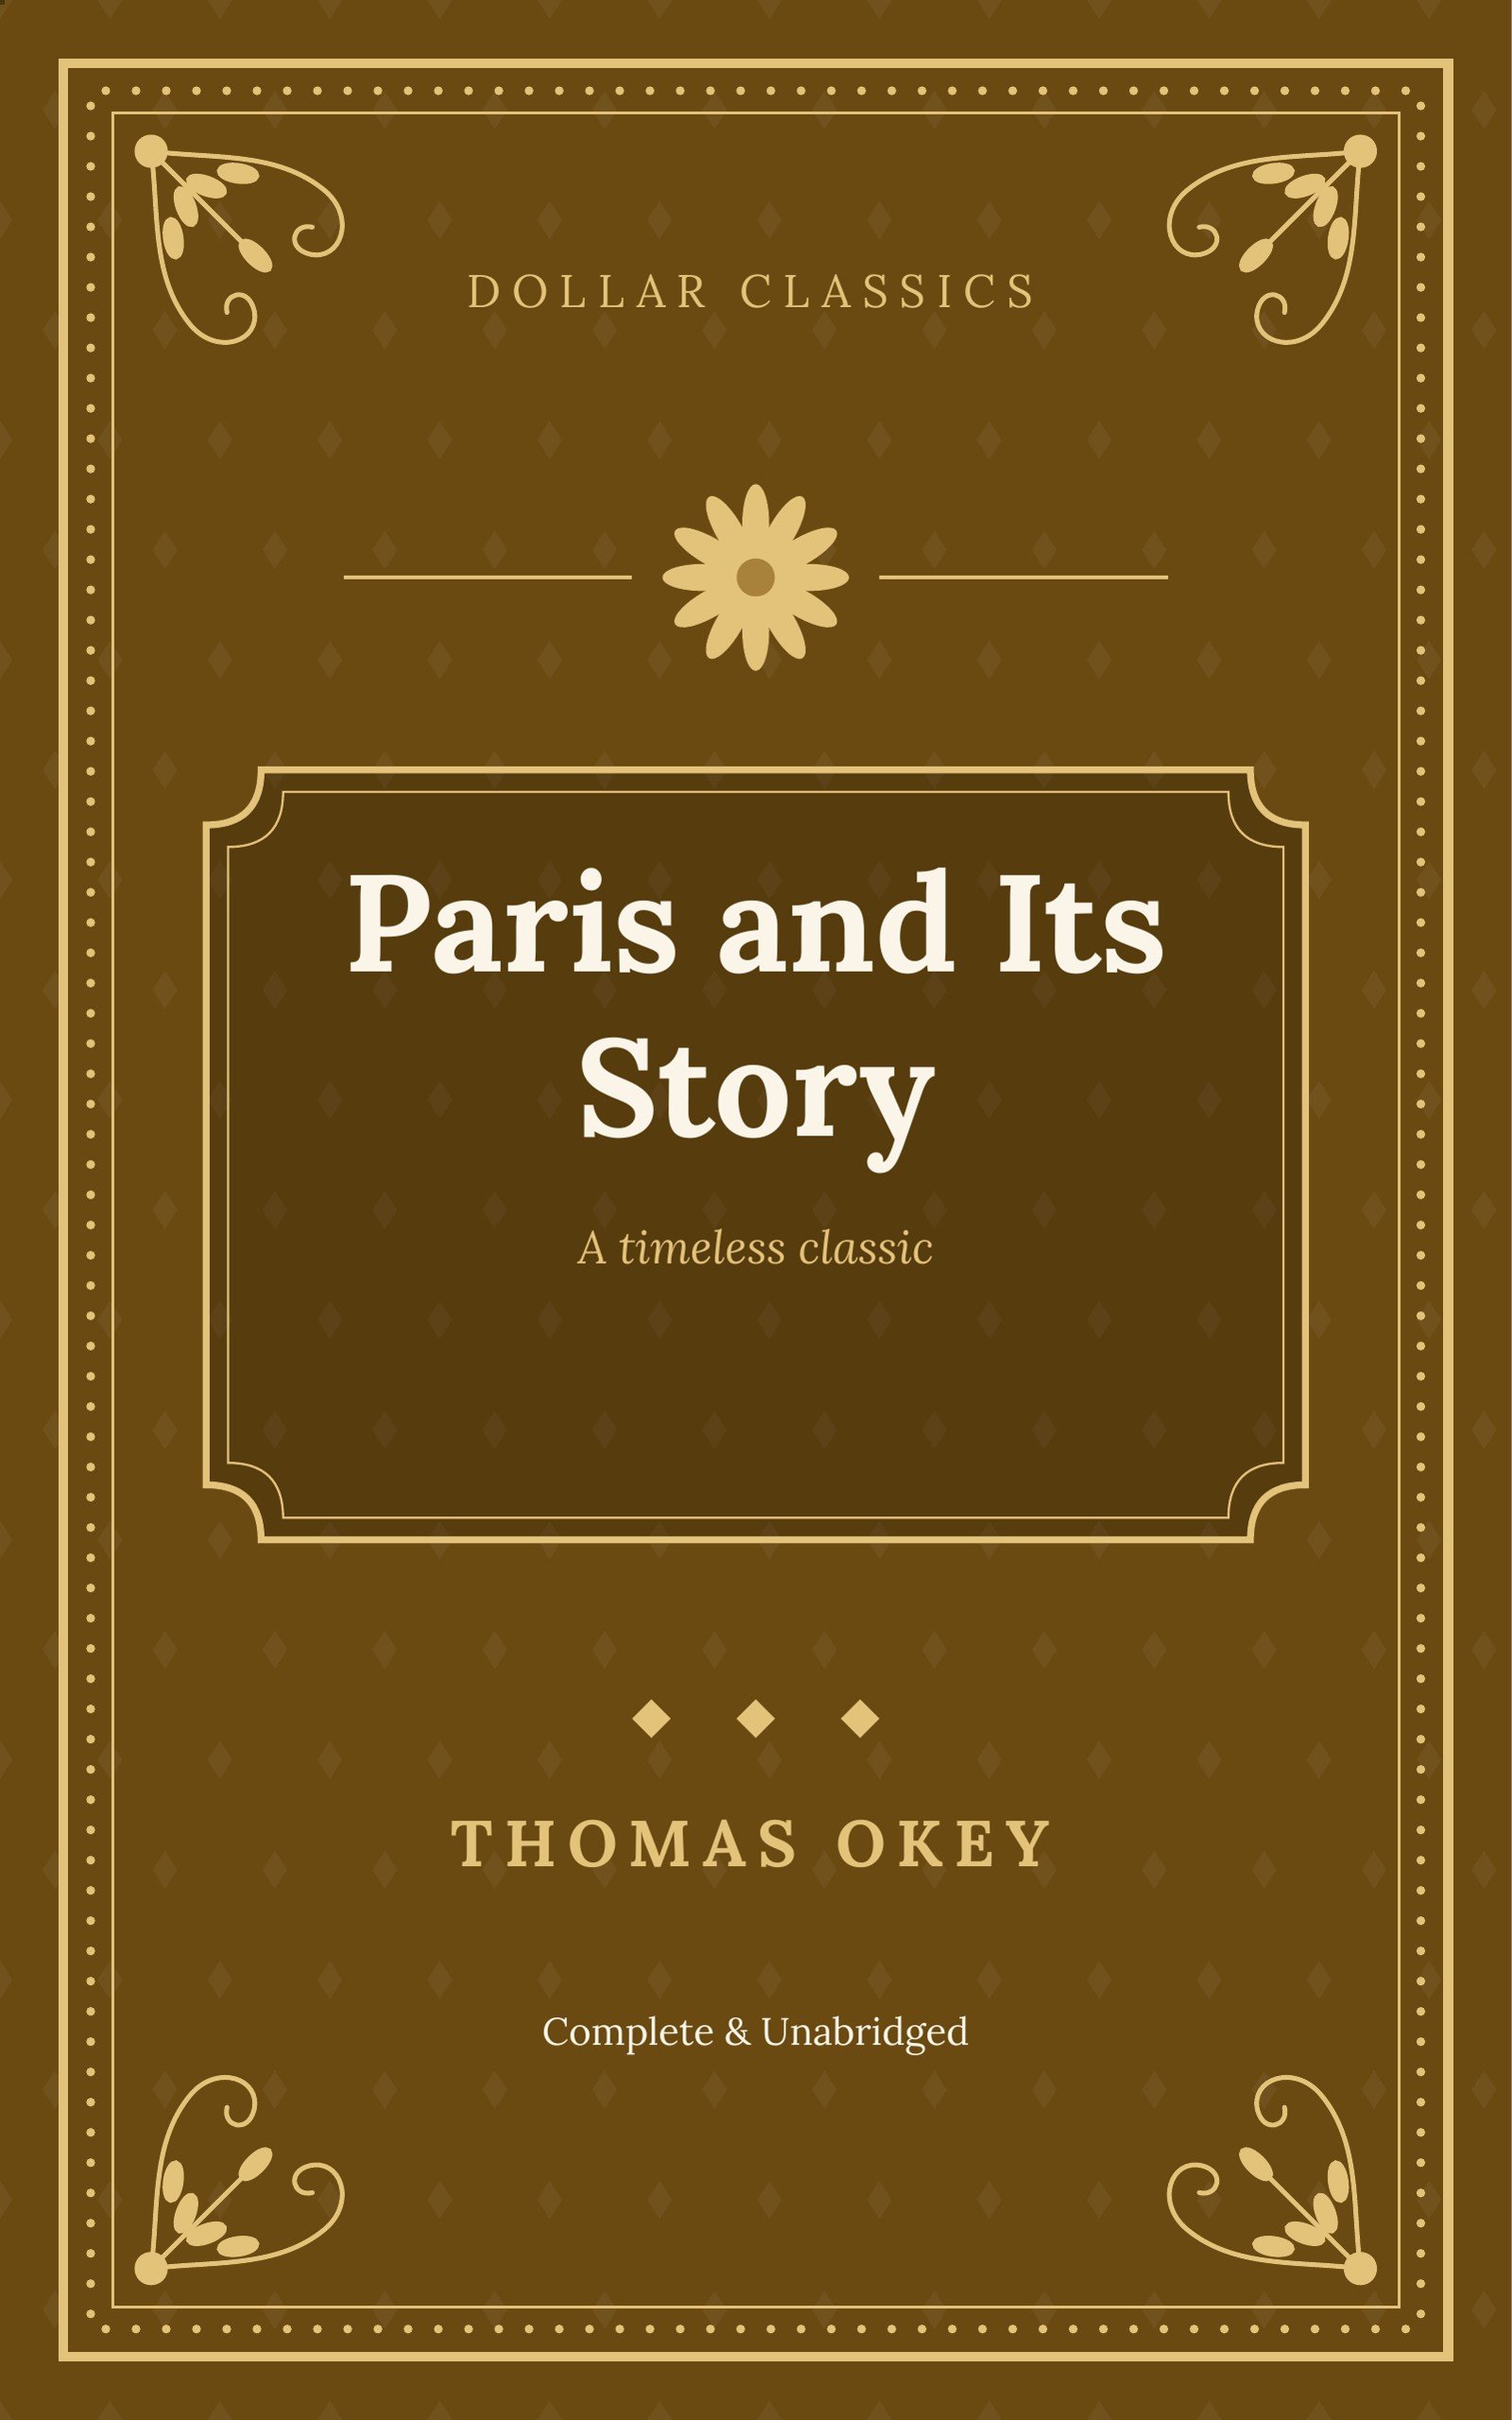 DOLLAR CLASSICS
Paris and Its
Story
A timeless classic
THOMAS OKEY
Complete & Unabridged